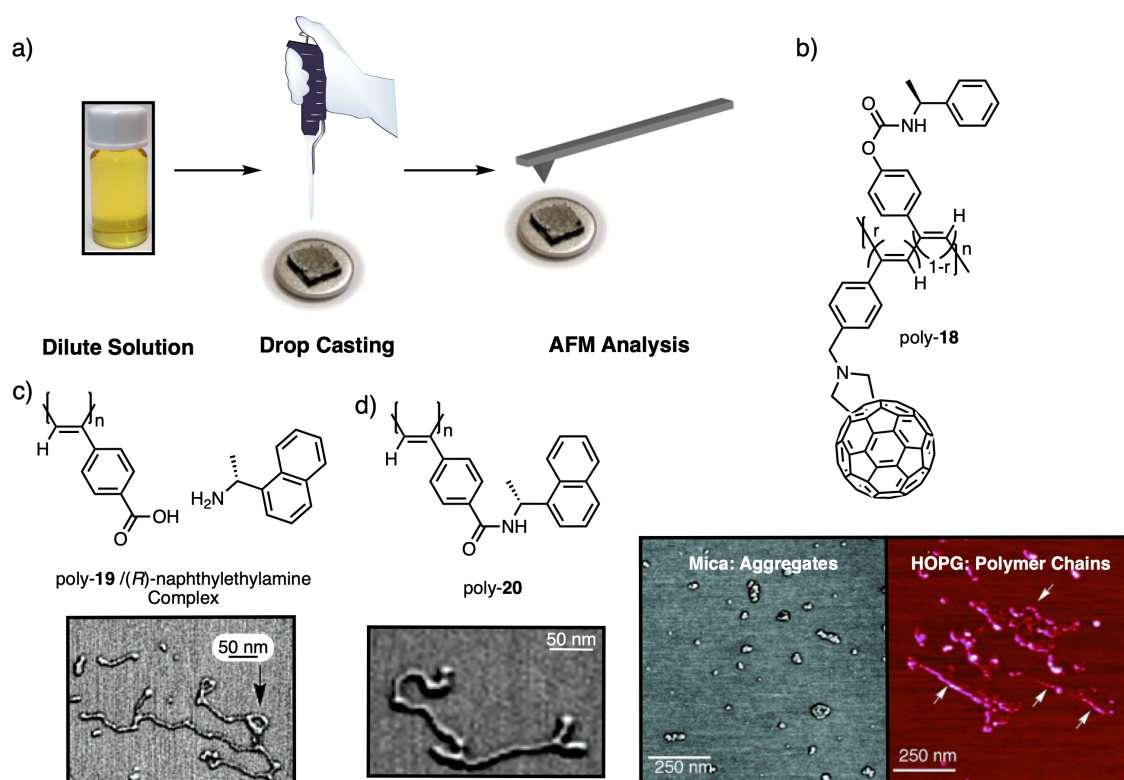 a)
b)
Dilute Solution
Drop Casting
AFM Analysis
O
NH
O
H
r
n
1-r
H
N
poly-18
c)
n
H
OH
O
H2N
poly-19 /(R)-naphthylethylamine
Complex
50 nm
d)
n
H
NH
O
poly-20
50 nm
Mica: Aggregates
250 nm
HOPG: Polymer Chains
250 nm